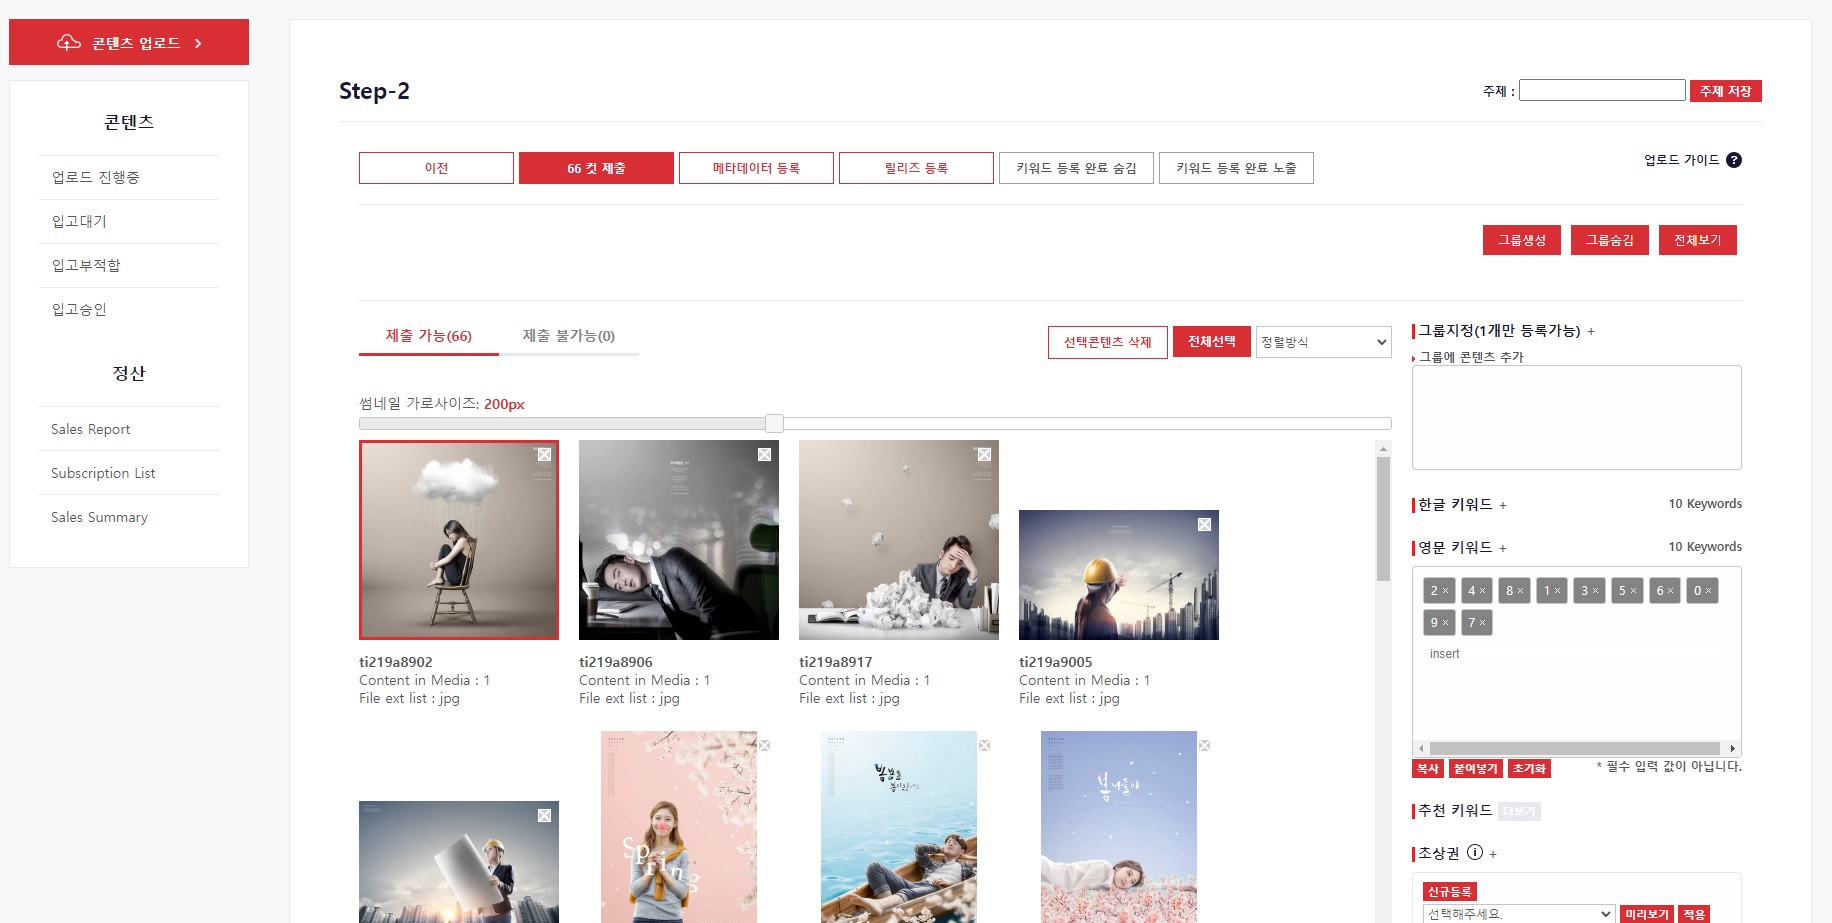 콘텐츠 업로드
콘텐츠
업로드 진행중
입고대기
입고부적합
입고승인
정산
Sales Report
Subscription List
Sales Summary
Step-2
주제 :
주제 저장
이전
66 컷 제출
메타데이터 등록
릴리즈 등록
키워드 등록 완료 숨김
키워드 등록 완료 노출
업로드 가이드 ?
그룹생성
그룹숨김
전체보기
제출 가능(66)
제출 불가능(0)
선택콘텐츠 삭제
전체선택
정렬방식
썸네일 가로사이즈: 200px
ti219a8902
Content in Media : 1
File ext list : jpg
ti219a8906
Content in Media : 1
File ext list : jpg
ti219a8917
Content in Media : 1
File ext list : jpg
ti219a9005
Content in Media : 1
File ext list : jpg
Spring
봄나들이
그룹지정(1개만 등록가능) +
그룹에 콘텐츠 추가
한글 키워드 +
10 Keywords
영문 키워드 +
10 Keywords
2 × 4 × 8 × 1 × 3 × 5 × 6 × 0 ×
9 × 7 ×
insert
복사
붙여넣기
초기화
* 필수 입력 값이 아닙니다.
추천 키워드
더보기
초상권 ⓘ +
신규등록
선택해주세요.
미리보기
적용